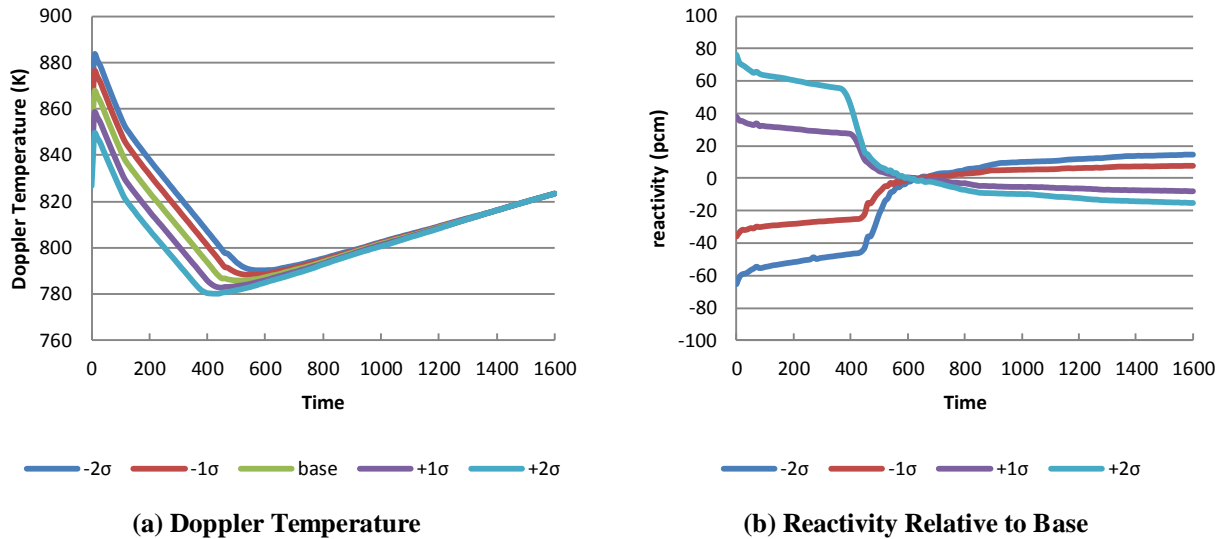 900
880
860
840
820
800
780
760
Doppler Temperature (K)
0 200 400 600 800 1000 1200 1400 1600
Time
-2σ -1σ base +1σ +2σ
(a) Doppler Temperature
100
80
60
40
20
0
-20
-40
-60
-80
-100
reactivity (pcm)
0 200 400 600 800 1000 1200 1400 1600
Time
-2σ -1σ +1σ +2σ
(b) Reactivity Relative to Base